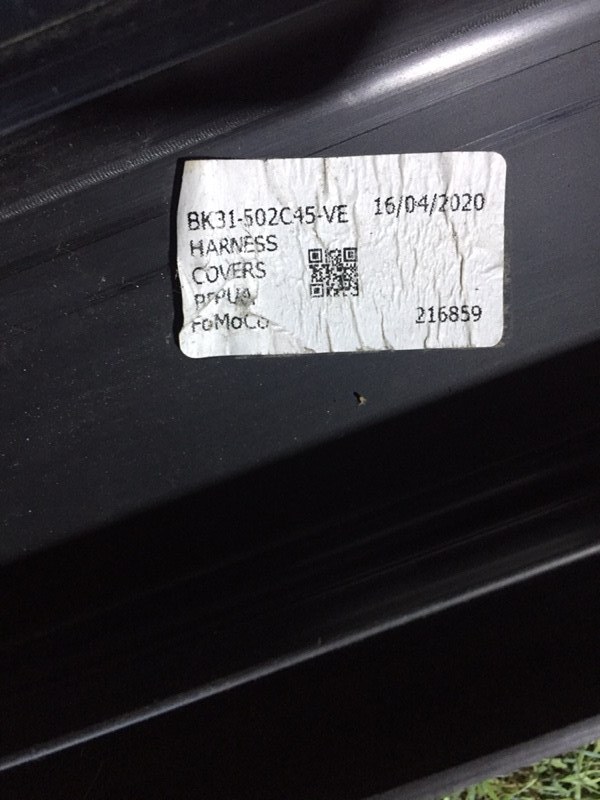 BK31-502C45-VE 16/04/2020
HARNESS
COVERS
FoMoCo 216859